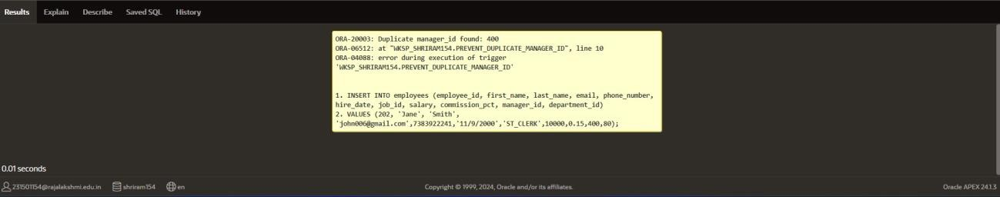 Results Explain Describe Saved SQL History
ORA-20003: Duplicate manager_id found: 400
ORA-06512: at "WKSP_SHRIRAM154.PREVENT_DUPLICATE_MANAGER_ID", line 10
ORA-04088: error during execution of trigger
'WKSP_SHRIRAM154.PREVENT_DUPLICATE_MANAGER_ID'
1. INSERT INTO employees (employee_id, first_name, last_name, email, phone_number,
hire_date, job_id, salary, commission_pct, manager_id, department_id)
2. VALUES (202, 'Jane', 'Smith',
'john006@gmail.com',7383922241,'11/9/2000','ST_CLERK',10000,0.15,400,80);
0.01 seconds
231501154@rajalakshmi.edu.in shriram154 en Copyright © 1999, 2024, Oracle and/or its affiliates. Oracle APEX 24.1.3